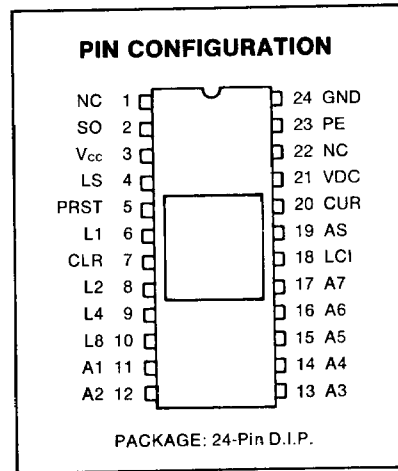 PIN CONFIGURATION
NC 1 24 GND
SO 2 23 PE
Vcc 3 22 NC
LS 4 21 VDC
PRST 5 20 CUR
L1 6 19 AS
CLR 7 18 LCI
L2 8 17 A7
L4 9 16 A6
L8 10 15 A5
A1 11 14 A4
A2 12 13 A3
PACKAGE: 24-Pin D.I.P.